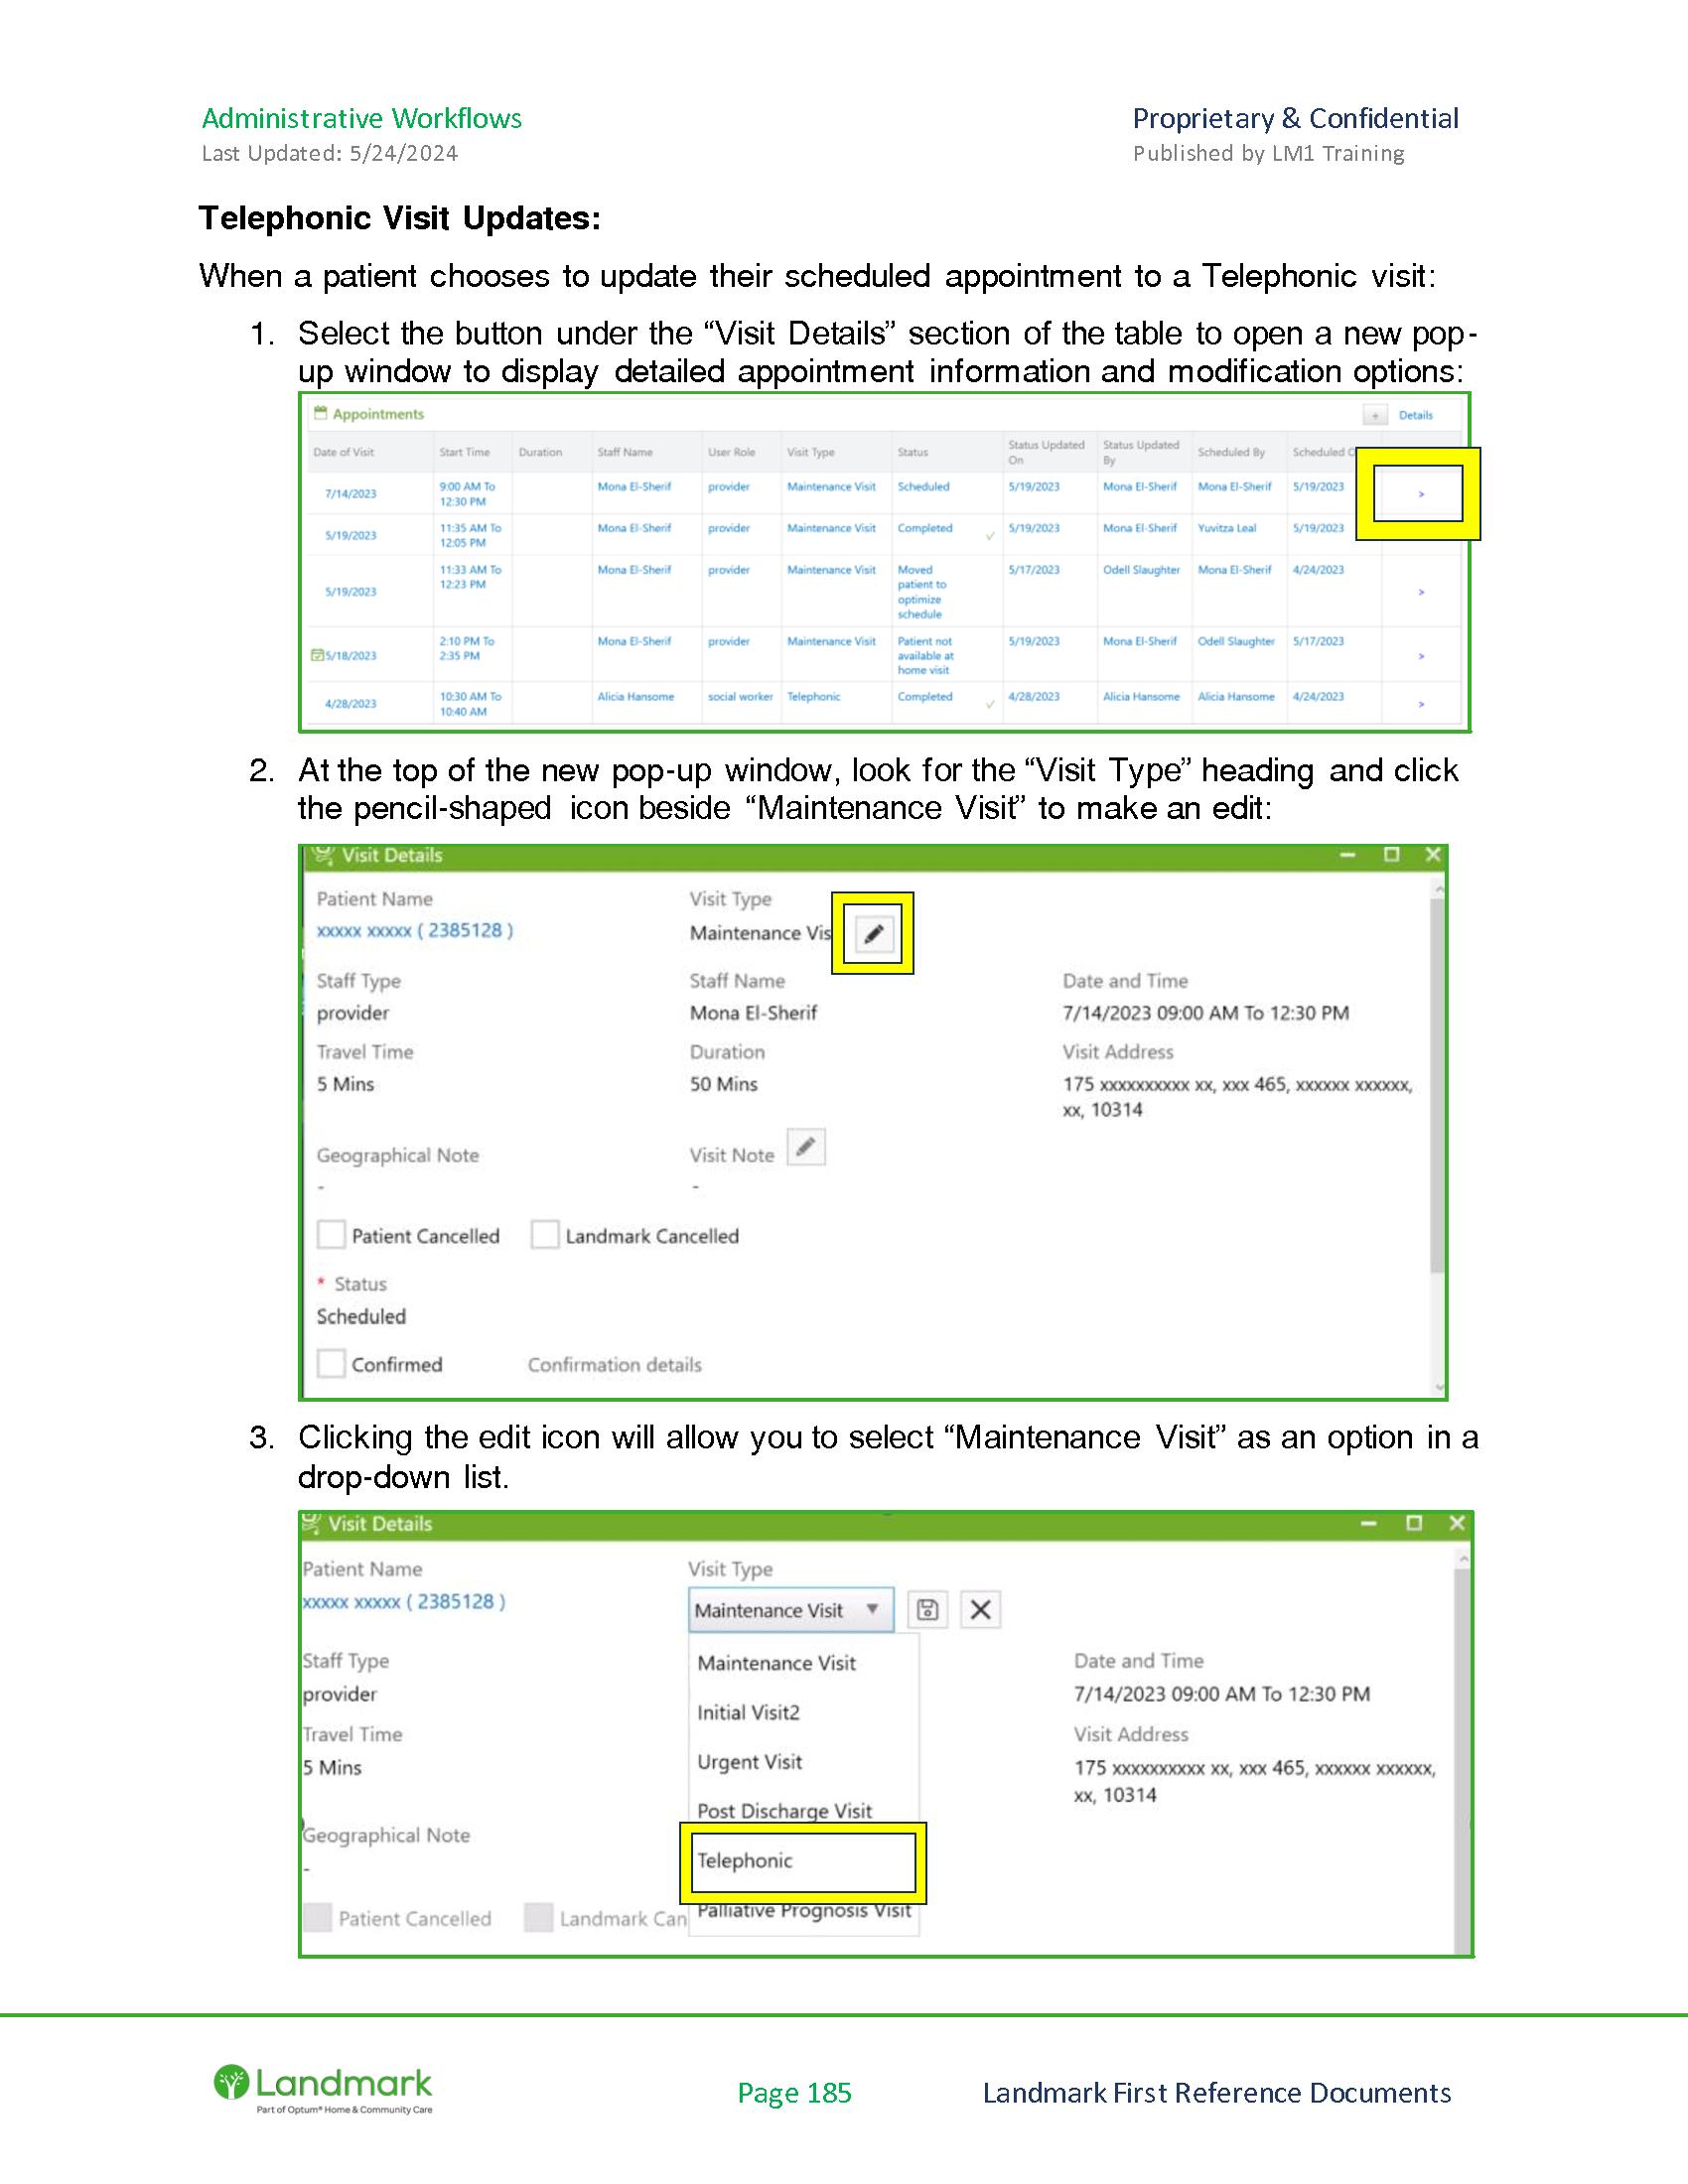 Administrative Workflows
Proprietary & Confidential
Last Updated: 5/24/2024
Published by LM1 Training
Telephonic Visit Updates:
When a patient chooses to update their scheduled appointment to a Telephonic visit:
1. Select the button under the “Visit Details” section of the table to open a new pop-
up window to display detailed appointment information and modification options:
Appointments
+ Details
Date of Visit Start Time Duration Staff Name User Role Visit Type Status Status Updated On Status Updated By Scheduled By Scheduled
7/14/2023 9:00 AM To 12:30 PM Mona El-Sherif provider Maintenance Visit Scheduled 5/19/2023 Mona El-Sherif Mona El-Sherif 5/19/2023 >
5/19/2023 11:35 AM To 12:05 PM Mona El-Sherif provider Maintenance Visit Completed 5/19/2023 Mona El-Sherif Yuvitza Leal 5/19/2023
5/19/2023 11:33 AM To 12:23 PM Mona El-Sherif provider Maintenance Visit Moved patient to optimize schedule 5/17/2023 Odell Slaughter Mona El-Sherif 4/24/2023 >
5/18/2023 2:10 PM To 2:35 PM Mona El-Sherif provider Maintenance Visit Patient not available at home visit 5/19/2023 Mona El-Sherif Odell Slaughter 5/17/2023 >
4/28/2023 10:30 AM To 10:40 AM Alicia Hansome social worker Telephonic Completed 4/28/2023 Alicia Hansome Alicia Hansome 4/24/2023 >
2. At the top of the new pop-up window, look for the “Visit Type” heading and click
the pencil-shaped icon beside “Maintenance Visit” to make an edit:
Visit Details
Patient Name Visit Type
xxxxx xxxxx ( 2385128 ) Maintenance Vis
Staff Type Staff Name Date and Time
provider Mona El-Sherif 7/14/2023 09:00 AM To 12:30 PM
Travel Time Duration Visit Address
5 Mins 50 Mins 175 xxxxxxxxxx xx, xxx 465, xxxxxx xxxxxx,
xx, 10314
Geographical Note Visit Note
- -
Patient Cancelled Landmark Cancelled
* Status
Scheduled
Confirmed Confirmation details
3. Clicking the edit icon will allow you to select “Maintenance Visit” as an option in a
drop-down list.
Visit Details
Patient Name Visit Type
xxxxx xxxxx ( 2385128 ) Maintenance Visit
Maintenance Visit
Staff Type Date and Time
provider Initial Visit2 7/14/2023 09:00 AM To 12:30 PM
Travel Time Urgent Visit Visit Address
5 Mins 175 xxxxxxxxxx xx, xxx 465, xxxxxx xxxxxx,
xx, 10314
Post Discharge Visit
Geographical Note
- Telephonic
Patient Cancelled Landmark Can Palliative Prognosis Visit
Landmark
Part of Optum® Home & Community Care
Page 185
Landmark First Reference Documents